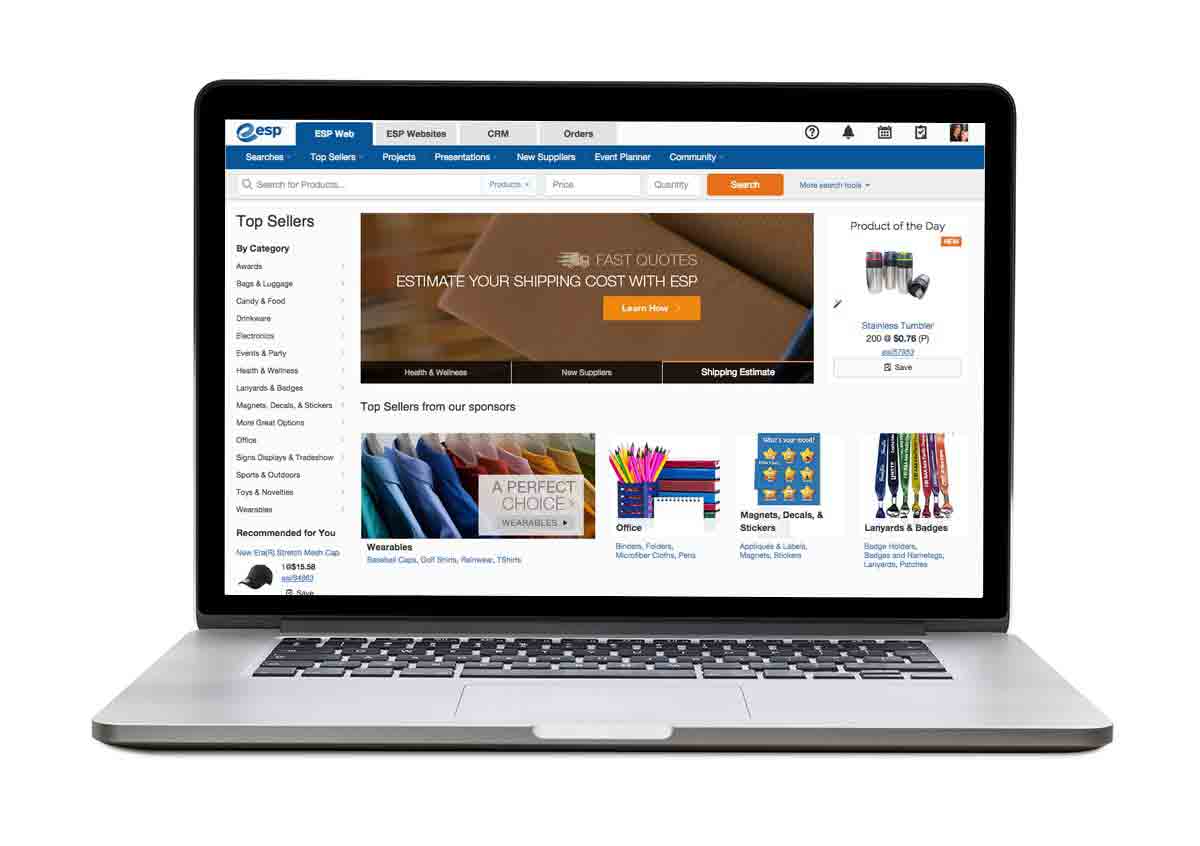 esp
ESP Web
ESP Websites
CRM
Orders
Searches
Top Sellers
Projects
Presentations
New Suppliers
Event Planner
Community
Search for Products...
Products
Price
Quantity
Search
More search tools
Top Sellers
By Category
Awards
Bags & Luggage
Candy & Food
Drinkware
Electronics
Events & Party
Health & Wellness
Lanyards & Badges
Magnets, Decals, & Stickers
More Great Options
Office
Signs Displays & Tradeshow
Sports & Outdoors
Toys & Novelties
Wearables
Recommended for You
New Era(R) Stretch Mesh Cap
1@$15.58
asi/94863
Save
FAST QUOTES
ESTIMATE YOUR SHIPPING COST WITH ESP
Learn How
Health & Wellness
New Suppliers
Shipping Estimate
Product of the Day
NEW
Stainless Tumbler
200 @ $0.76 (P)
asi/57953
Save
Top Sellers from our sponsors
A PERFECT
CHOICE
WEARABLES
Wearables
Baseball Caps, Golf Shirts, Rainwear, TShirts
Office
Binders, Folders,
Microfiber Cloths, Pens
What's your mood?
Magnets, Decals, &
Stickers
Appliqués & Labels,
Magnets, Stickers
Lanyards & Badges
Badge Holders,
Badges and Nametags,
Lanyards, Patches